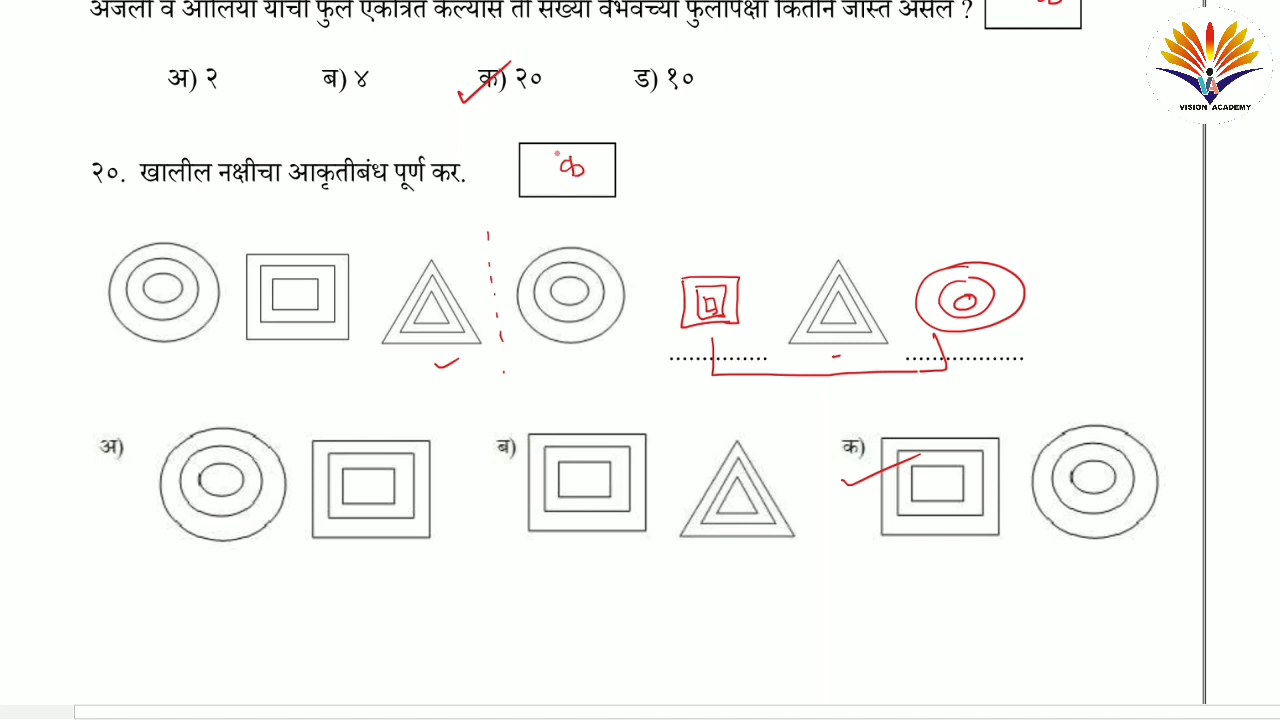 अंजली व आलिया यांची फुले एकत्रित केल्यास ती संख्या वैभवच्या फुलांपेक्षा कितीने जास्त असेल ?
अ) २ ब) ४ क) २० ड) १०
VISION ACADEMY
२०. खालील नक्षीचा आकृतीबंध पूर्ण कर. क
.............. .................
अ) ब) क)